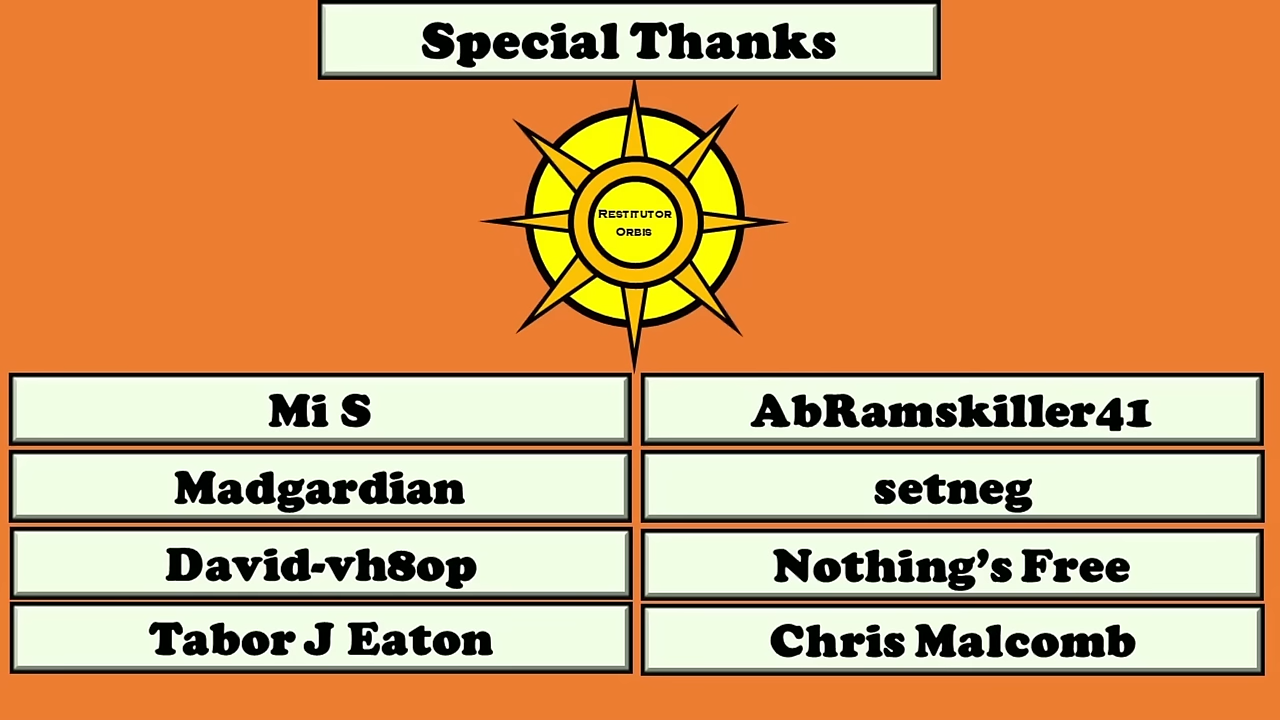 Special Thanks
Restitutor
Orbis
Mi S
AbRamskiller41
Madgardian
setneg
David-vh8op
Nothing's Free
Tabor J Eaton
Chris Malcomb